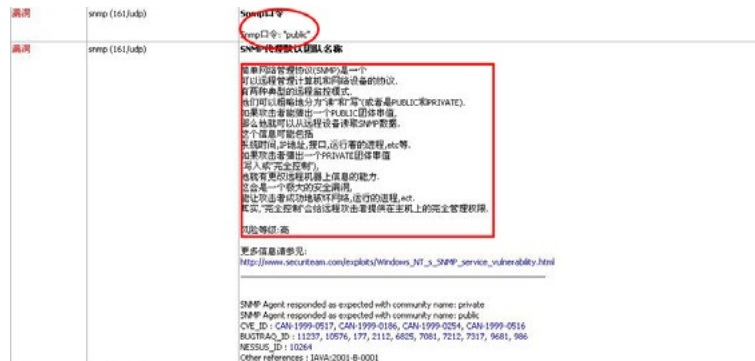 漏洞 snmp (161/udp) Snmp口令
Snmp口令: "public"
漏洞 snmp (161/udp) SNMP代理默认团队名称
简单网络管理协议(SNMP)是一个
可以远程管理计算机和网络设备的协议.
有两种典型的远程监控模式.
他们可以粗略地分为"读"和"写"(或者是PUBLIC和PRIVATE).
如果攻击者能猜出一个PUBLIC团体串值,
那么他就可以从远程设备读取SNMP数据.
这个信息可能包括
系统时间,IP地址,接口,运行着的进程,etc等.
如果攻击者猜出一个PRIVATE团体串值
(写入或"完全控制"),
他就有更改远程机器上信息的能力.
这会是一个极大的安全漏洞,
能让攻击者成功地破坏网络,运行的进程,ect.
其实,"完全控制"会给远程攻击者提供在主机上的完全管理权限.
风险等级:高
更多信息请参见:
http://www.securiteam.com/exploits/Windows_NT_s_SNMP_service_vulnerability.html
SNMP Agent responded as expected with community name: private
SNMP Agent responded as expected with community name: public
CVE_ID : CAN-1999-0517, CAN-1999-0186, CAN-1999-0254, CAN-1999-0516
BUGTRAQ_ID : 11237, 10576, 177, 2112, 6825, 7081, 7212, 7317, 9681, 986
NESSUS_ID : 10264
Other references : IAVA:2001-B-0001